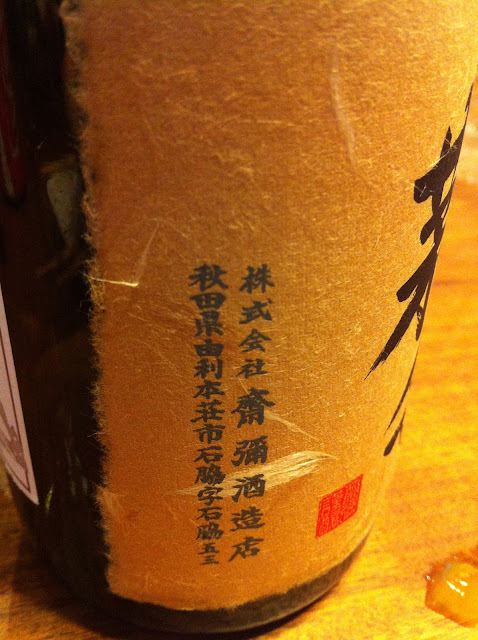 株式会社 齋彌酒造店
秋田県由利本荘市石脇字石脇五三